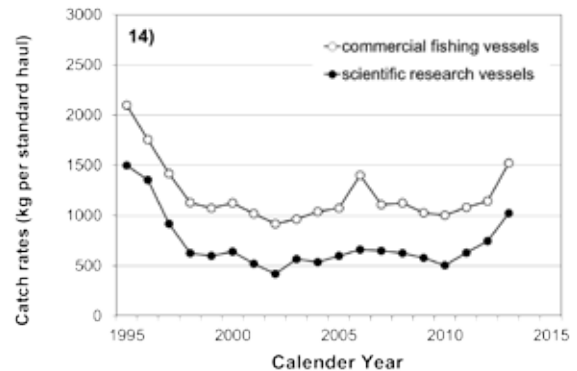 14)
commercial fishing vessels
scientific research vessels
Catch rates (kg per standard haul)
3000
2500
2000
1500
1000
500
0
1995 2000 2005 2010 2015
Calender Year